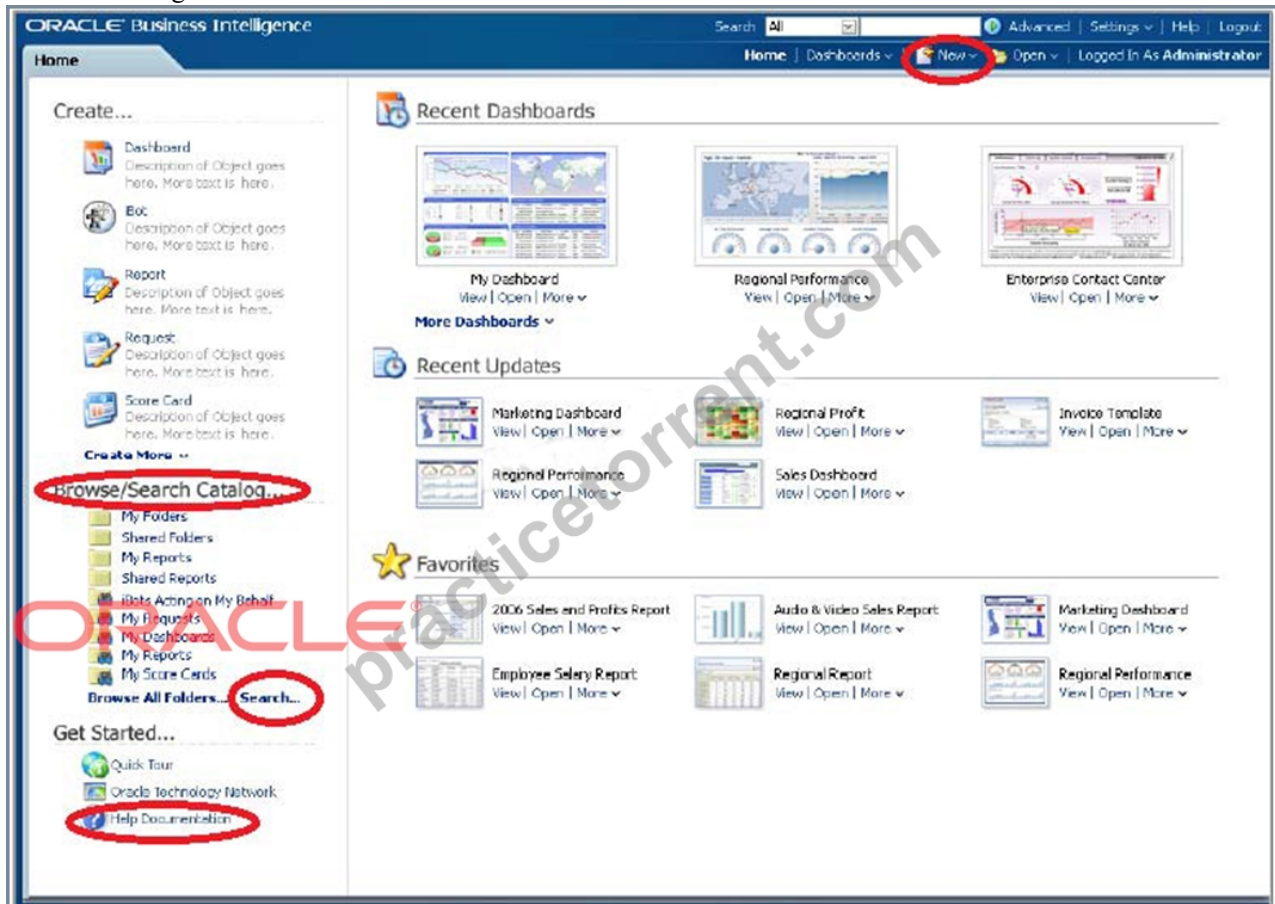 ORACLE Business Intelligence
Search All Advanced | Settings | Help | Logout
Home
Home | Dashboards | New Open | Logged In As Administrator
Create...
Dashboard
Description of Object goes
here. More text is here.
Bot
Description of Object goes
here. More text is here.
Report
Description of Object goes
here. More text is here.
Request
Description of Object goes
here. More text is here.
Score Card
Description of Object goes
here. More text is here.
Create More
Browse/Search Catalog...
My Folders
Shared Folders
My Reports
Shared Reports
iBots Acting on My Behalf
My Requests
My Dashboards
My Reports
My Score Cards
Browse All Folders... Search...
Get Started...
Quick Tour
Oracle Technology Network
Help Documentation
Recent Dashboards
My Dashboard
View | Open | More
Regional Performance
View | Open | More
Enterprise Contact Center
View | Open | More
More Dashboards
Recent Updates
Marketing Dashboard
View | Open | More
Regional Profit
View | Open | More
Invoice Template
View | Open | More
Regional Performance
View | Open | More
Sales Dashboard
View | Open | More
Favorites
2006 Sales and Profits Report
View | Open | More
Audio & Video Sales Report
View | Open | More
Marketing Dashboard
View | Open | More
Employee Salary Report
View | Open | More
Regional Report
View | Open | More
Regional Performance
View | Open | More
ORACLE®
practicetorrent.com